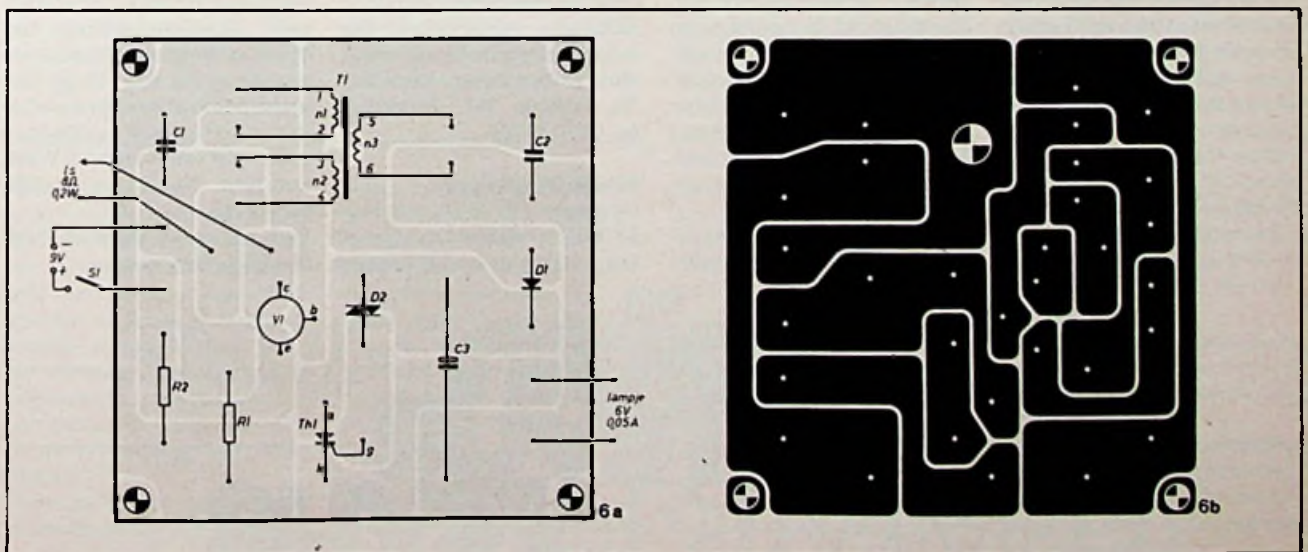 T1
1
n1
2
5
n3
6
3
n2
4
C1
C2
ls
8Ω
0,2W
−
9V
+
S1
c
b
V1
e
D2
D1
C3
R2
R1
a
Th1
g
k
lampje
6V
0,05A
6a
6b